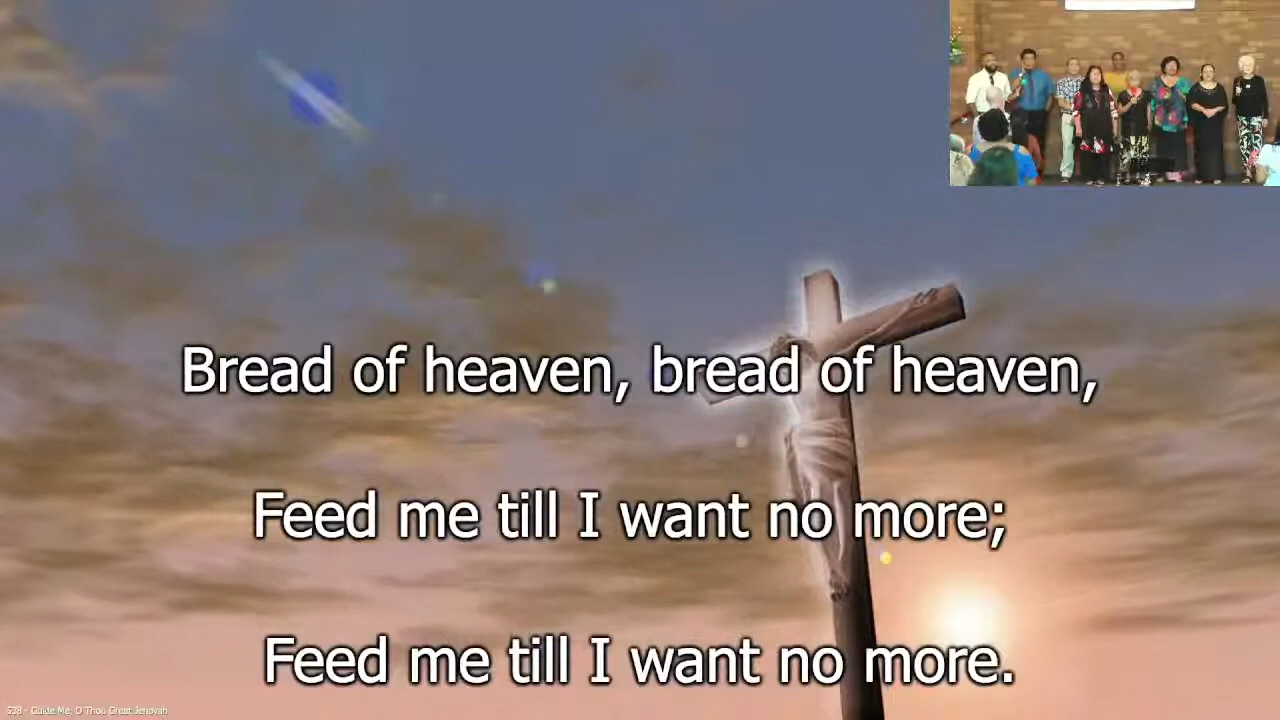 Bread of heaven, bread of heaven,
Feed me till I want no more;
Feed me till I want no more.
538 - Guide Me, O Thou Great Jehovah